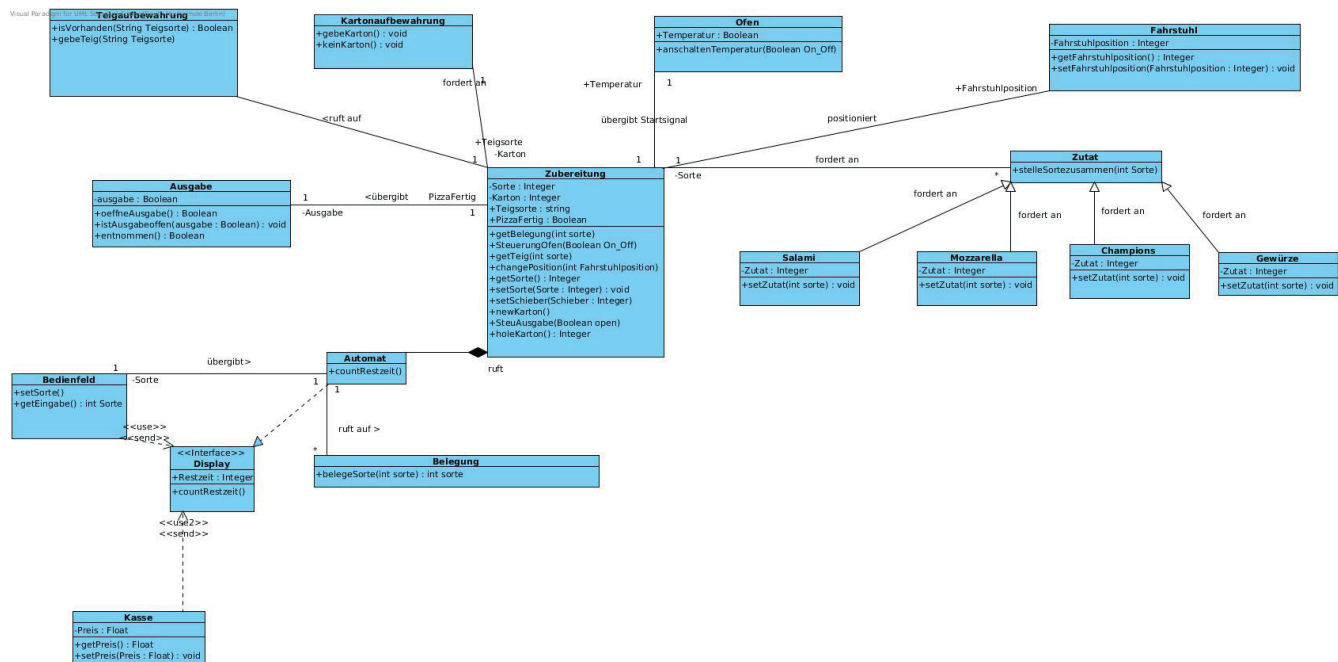 Visual Paradigm for UML
Teigaufbewahrung
+isVorhanden(String Teigsorte) : Boolean
+gebeTeig(String Teigsorte)
Kartonaufbewahrung
+gebeKarton() : void
+keinKarton() : void
Ofen
+Temperatur : Boolean
+anschaltenTemperatur(Boolean On_Off)
Fahrstuhl
-Fahrstuhlposition : Integer
+getFahrstuhlposition() : Integer
+setFahrstuhlposition(Fahrstuhlposition : Integer) : void
fordert an
1
+Temperatur
1
+Fahrstuhlposition
<ruft auf
übergibt Startsignal
positioniert
+Teigsorte
-Karton
1
1
1
1
-Sorte
fordert an
*
Zutat
+stelleSortezusammen(int Sorte)
Zubereitung
-Sorte : Integer
-Karton : Integer
+Teigsorte : string
+PizzaFertig : Boolean
+getBelegung(int sorte)
+SteuerungOfen(Boolean On_Off)
+getTeig(int sorte)
+changePosition(int Fahrstuhlposition)
+getSorte() : Integer
+setSorte(Sorte : Integer) : void
+setSchieber(Schieber : Integer)
+newKarton()
+SteuAusgabe(Boolean open)
+holeKarton() : Integer
Ausgabe
-ausgabe : Boolean
+oeffneAusgabe() : Boolean
+istAusgabeoffen(ausgabe : Boolean) : void
+entnommen() : Boolean
1
<übergibt
PizzaFertig
-Ausgabe
1
fordert an
fordert an
fordert an
fordert an
Salami
-Zutat : Integer
+setZutat(int sorte) : void
Mozzarella
-Zutat : Integer
+setZutat(int sorte) : void
Champions
-Zutat : Integer
+setZutat(int sorte) : void
Gewürze
-Zutat : Integer
+setZutat(int sorte) : void
Automat
+countRestzeit()
ruft
1
übergibt>
-Sorte
1
1
Bedienfeld
+setSorte()
+getEingabe() : int Sorte
<<use>>
<<send>>
ruft auf >
*
<<Interface>>
Display
+Restzeit : Integer
+countRestzeit()
Belegung
+belegeSorte(int sorte) : int sorte
<<use2>>
<<send>>
Kasse
-Preis : Float
+getPreis() : Float
+setPreis(Preis : Float) : void